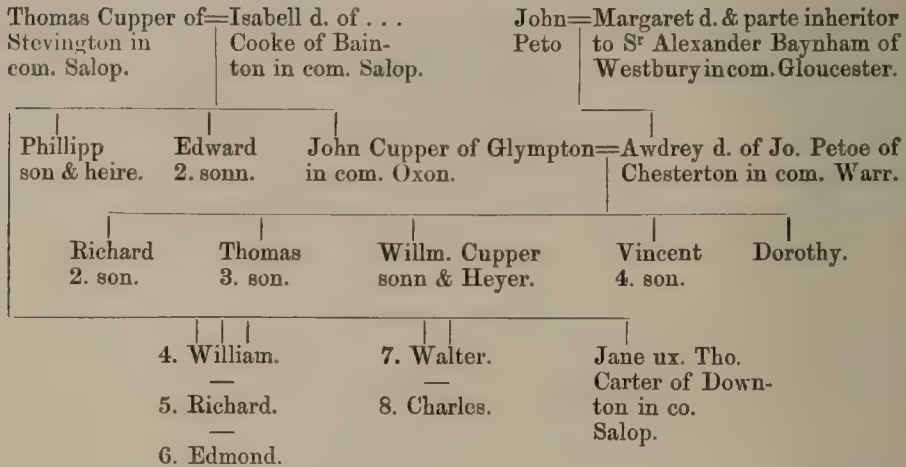 Thomas Cupper of=Isabell d. of . . .
Stevington in Cooke of Bain-
com. Salop. ton in com. Salop.
John=Margaret d. & parte inheritor
Peto to Sr Alexander Baynham of
Westbury in com. Gloucester.
Phillipp
son & heire.
Edward
2. sonn.
John Cupper of Glympton=Awdrey d. of Jo. Petoe of
in com. Oxon. Chesterton in com. Warr.
Richard
2. son.
Thomas
3. son.
Willm. Cupper
sonn & Heyer.
Vincent
4. son.
Dorothy.
4. William.
5. Richard.
6. Edmond.
7. Walter.
8. Charles.
Jane ux. Tho.
Carter of Down-
ton in co.
Salop.